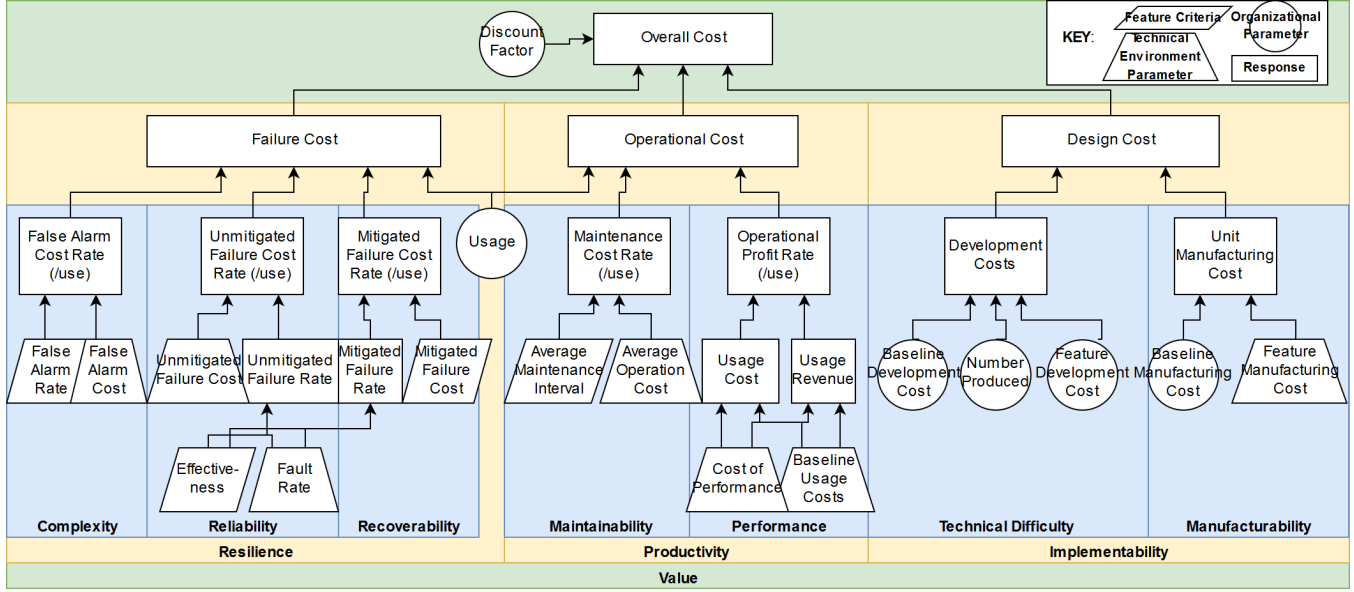 Discount
Factor
Overall Cost
KEY:
Feature Criteria
Organizational
Parameter
Technical
Environment
Parameter
Response
Failure Cost
Operational Cost
Design Cost
False Alarm
Cost Rate
(/use)
Unmitigated
Failure Cost
Rate (/use)
Mitigated
Failure Cost
Rate (/use)
Usage
Maintenance
Cost Rate
(/use)
Operational
Profit Rate
(/use)
Development
Costs
Unit
Manufacturing
Cost
False
Alarm
Rate
False
Alarm
Cost
Unmitigated
Failure Cost
Unmitigated
Failure Rate
Mitigated
Failure
Rate
Mitigated
Failure
Cost
Average
Maintenance
Interval
Average
Operation
Cost
Usage
Cost
Usage
Revenue
Baseline
Development
Cost
Number
Produced
Feature
Development
Cost
Baseline
Manufacturing
Cost
Feature
Manufacturing
Cost
Effective-
ness
Fault
Rate
Cost of
Performance
Baseline
Usage
Costs
Complexity
Reliability
Recoverability
Maintainability
Performance
Technical Difficulty
Manufacturability
Resilience
Productivity
Implementability
Value